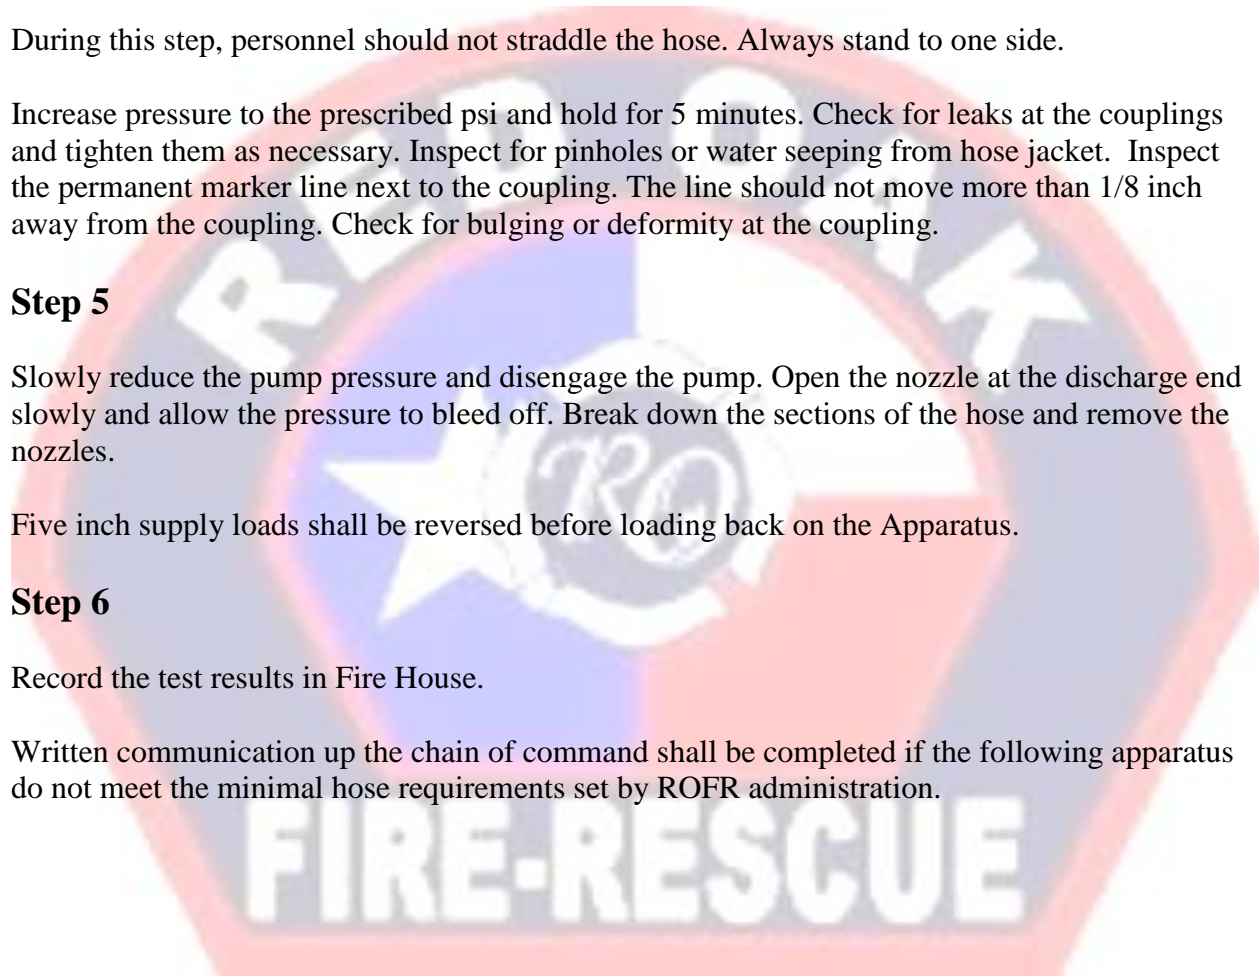 During this step, personnel should not straddle the hose. Always stand to one side.
Increase pressure to the prescribed psi and hold for 5 minutes. Check for leaks at the couplings
and tighten them as necessary. Inspect for pinholes or water seeping from hose jacket.  Inspect
the permanent marker line next to the coupling. The line should not move more than 1/8 inch
away from the coupling. Check for bulging or deformity at the coupling.
Step 5
Slowly reduce the pump pressure and disengage the pump. Open the nozzle at the discharge end
slowly and allow the pressure to bleed off. Break down the sections of the hose and remove the
nozzles.
Five inch supply loads shall be reversed before loading back on the Apparatus.
Step 6
Record the test results in Fire House.
Written communication up the chain of command shall be completed if the following apparatus
do not meet the minimal hose requirements set by ROFR administration.
RED OAK
RO
FIRE-RESCUE